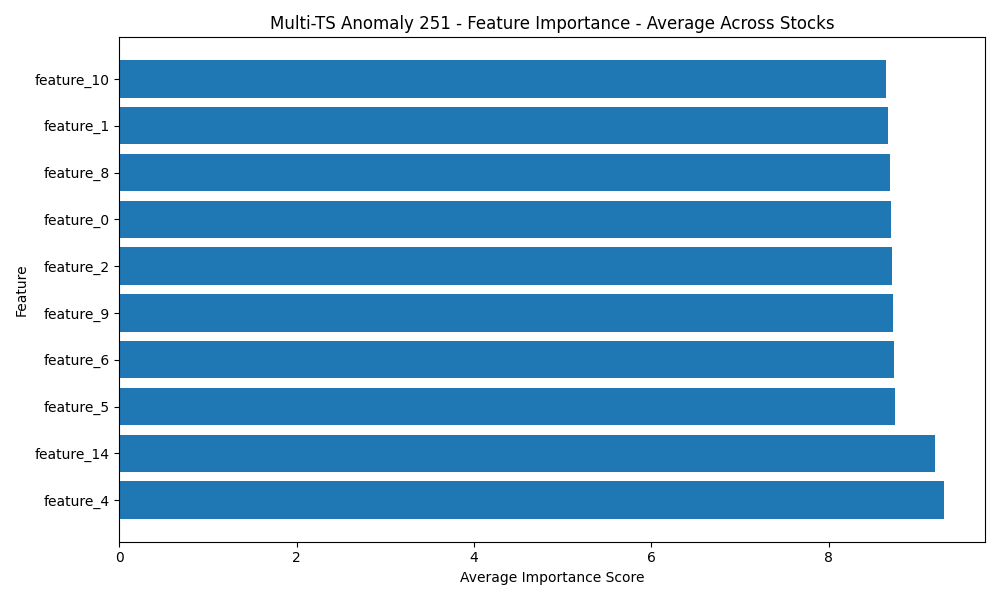 Multi-TS Anomaly 251 - Feature Importance - Average Across Stocks
feature_10
feature_1
feature_8
feature_0
feature_2
feature_9
feature_6
feature_5
feature_14
feature_4
Feature
0 2 4 6 8
Average Importance Score